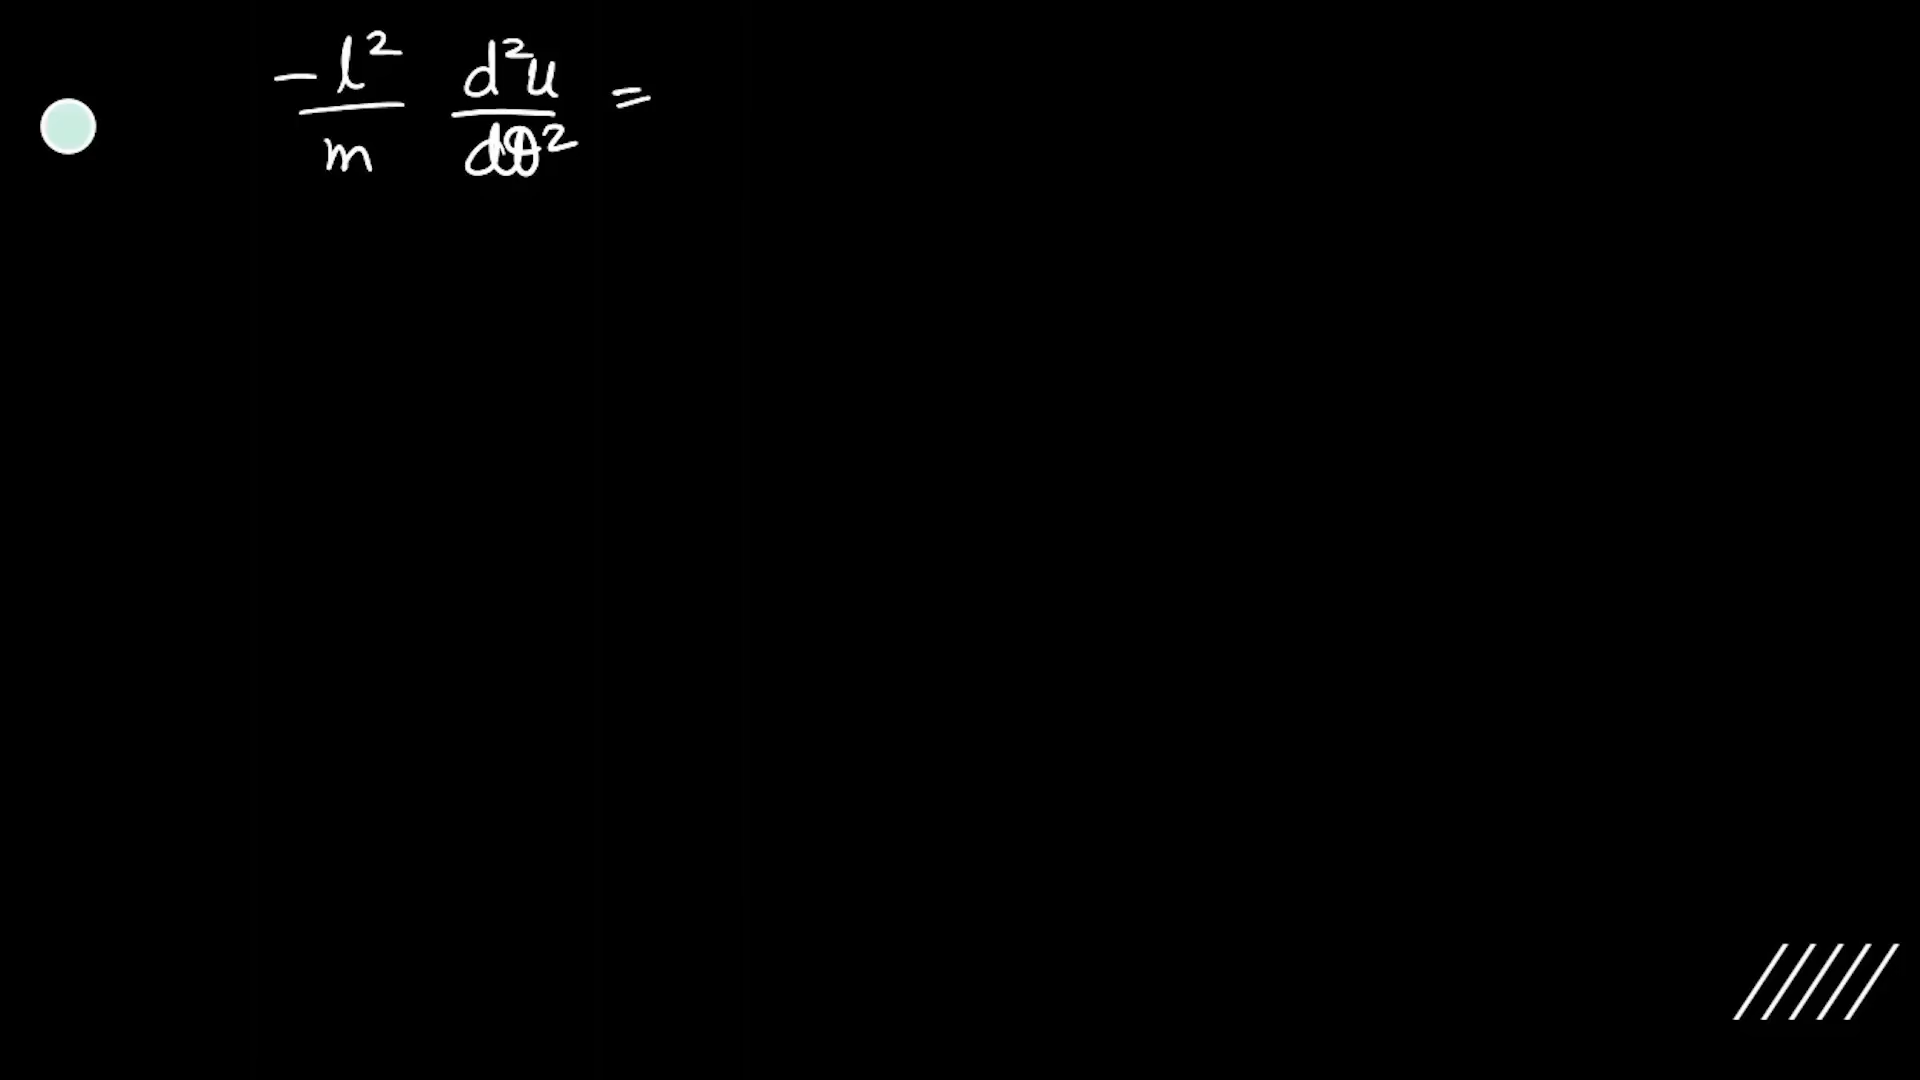 -l²/m d²u/dθ² =